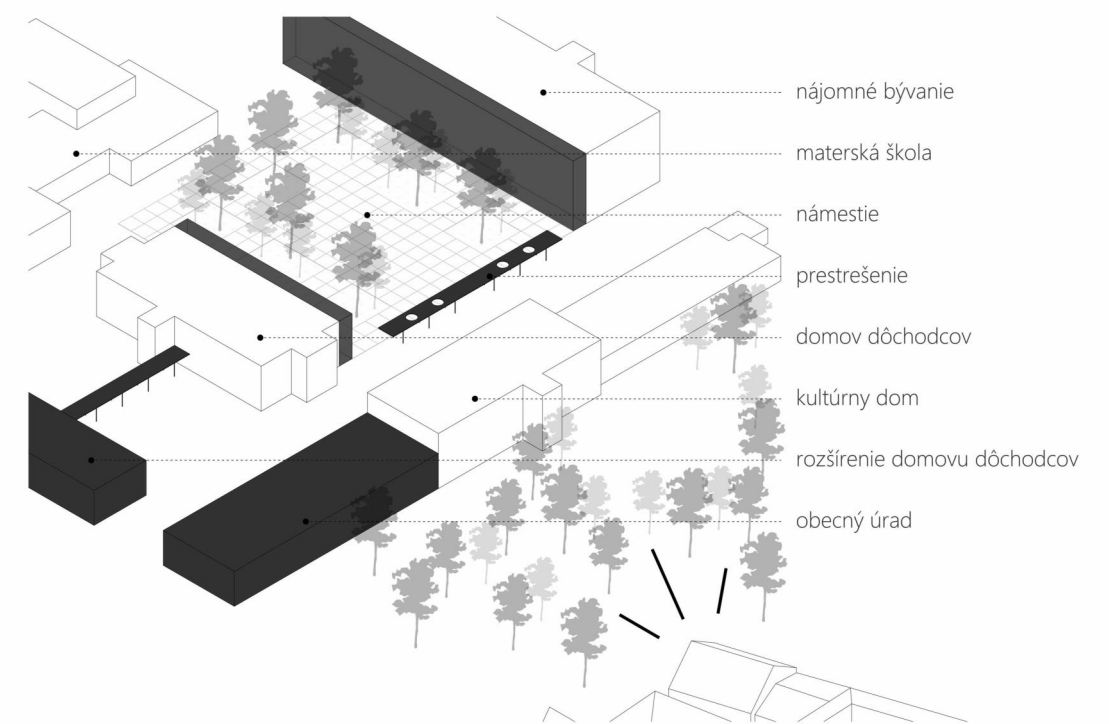 nájomné bývanie
materská škola
námestie
prestrešenie
domov dôchodcov
kultúrny dom
rozšírenie domovu dôchodcov
obecný úrad